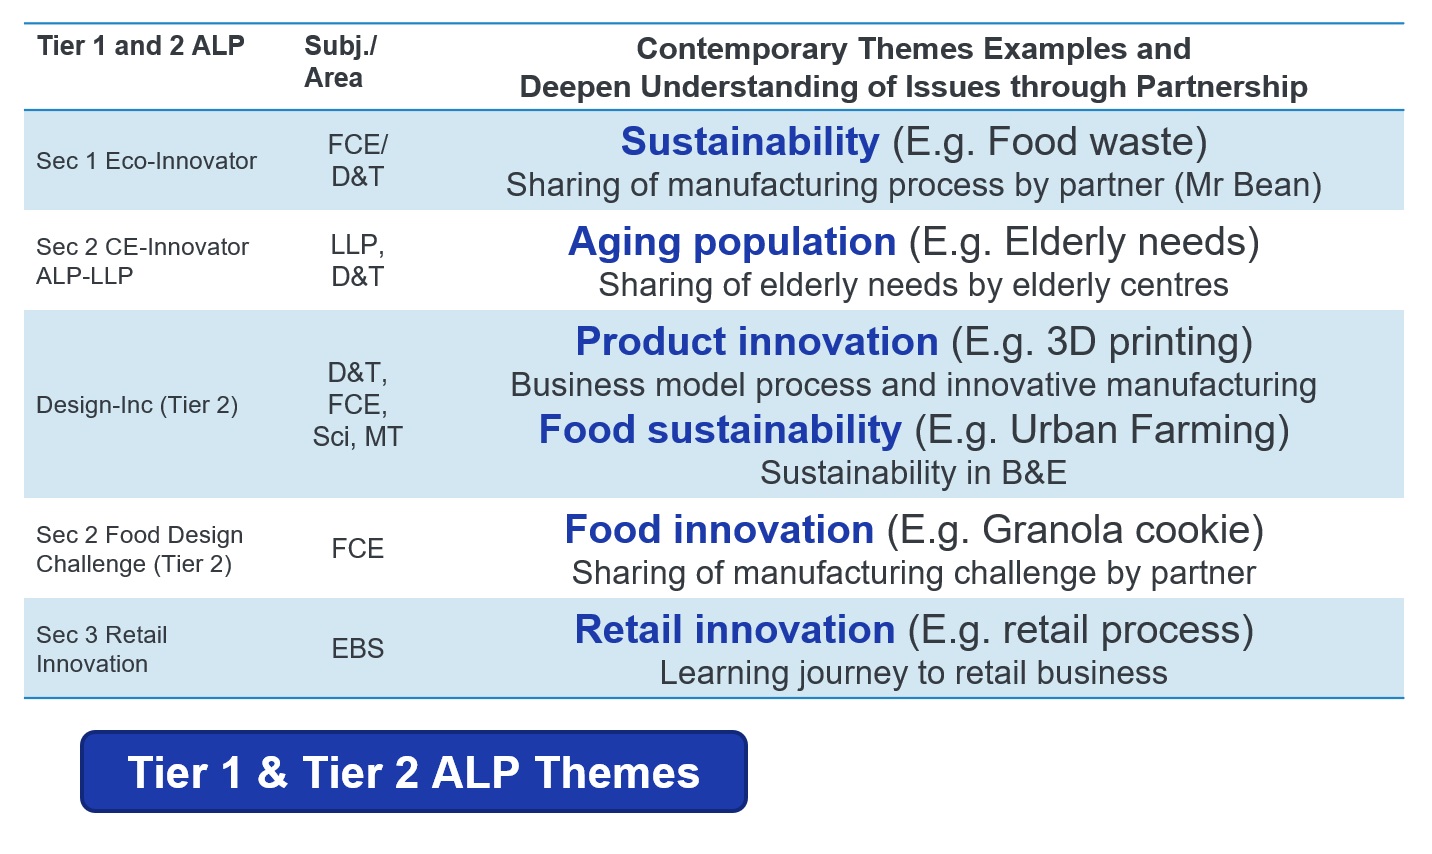 Tier 1 and 2 ALP
Subj./
Area
Contemporary Themes Examples and
Deepen Understanding of Issues through Partnership
Sec 1 Eco-Innovator
FCE/
D&T
Sustainability (E.g. Food waste)
Sharing of manufacturing process by partner (Mr Bean)
Sec 2 CE-Innovator
ALP-LLP
LLP,
D&T
Aging population (E.g. Elderly needs)
Sharing of elderly needs by elderly centres
Design-Inc (Tier 2)
D&T,
FCE,
Sci, MT
Product innovation (E.g. 3D printing)
Business model process and innovative manufacturing
Food sustainability (E.g. Urban Farming)
Sustainability in B&E
Sec 2 Food Design
Challenge (Tier 2)
FCE
Food innovation (E.g. Granola cookie)
Sharing of manufacturing challenge by partner
Sec 3 Retail
Innovation
EBS
Retail innovation (E.g. retail process)
Learning journey to retail business
Tier 1 & Tier 2 ALP Themes